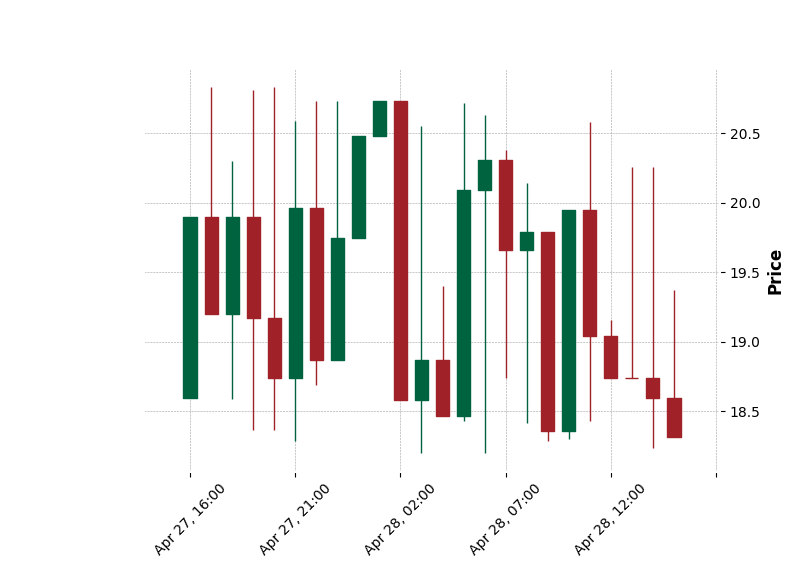 20.5
20.0
19.5
19.0
18.5
Price
Apr 27, 16:00
Apr 27, 21:00
Apr 28, 02:00
Apr 28, 07:00
Apr 28, 12:00